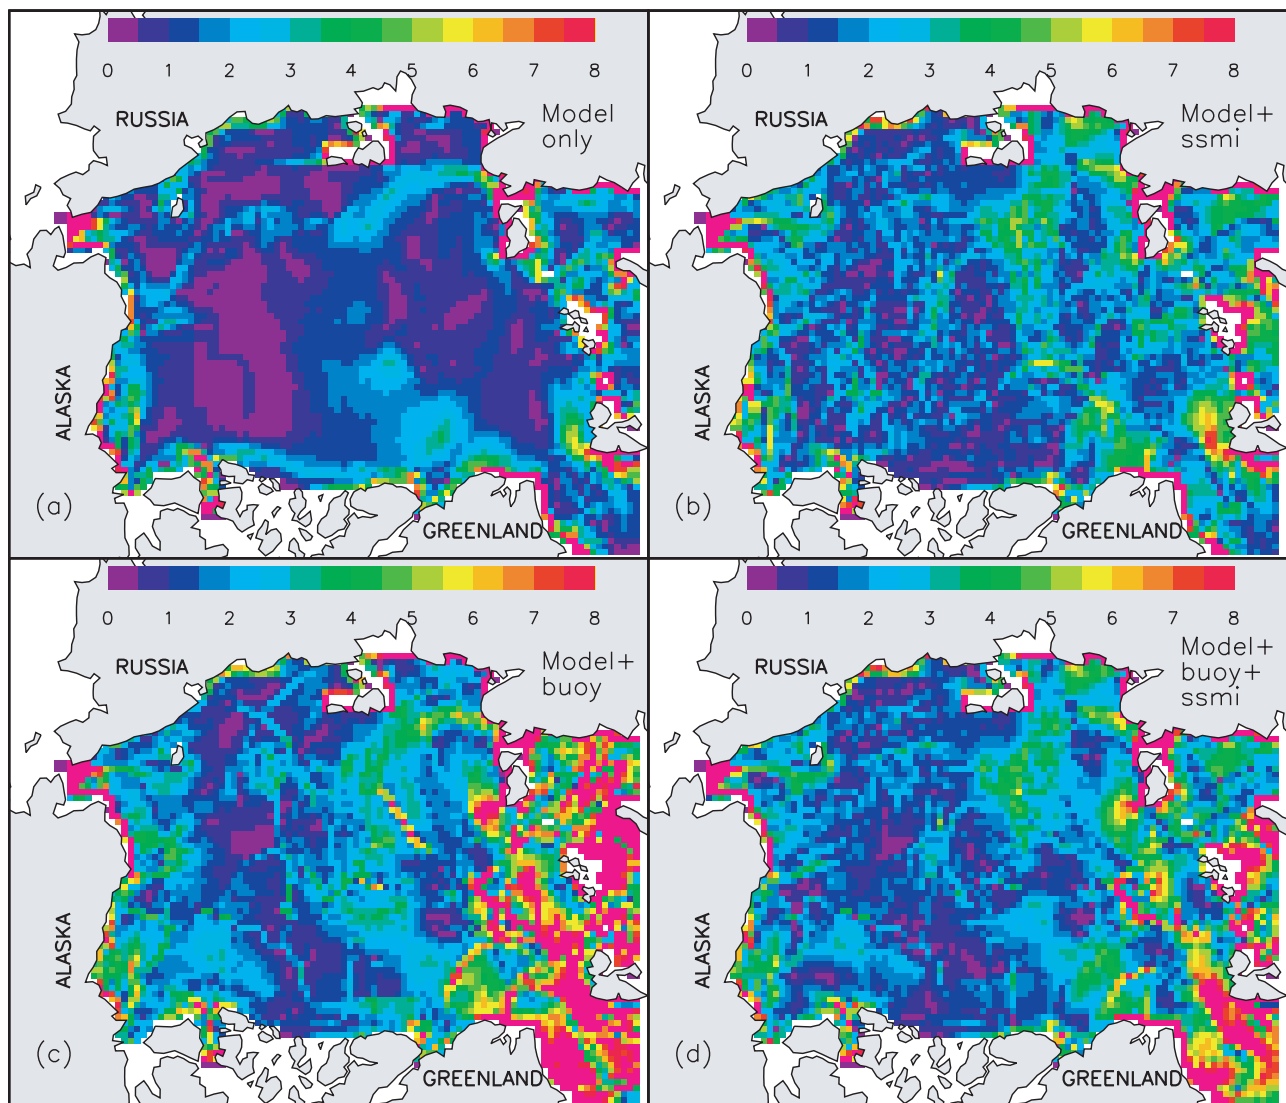 0 1 2 3 4 5 6 7 8
RUSSIA
Model
only
ALASKA
(a)
GREENLAND
0 1 2 3 4 5 6 7 8
RUSSIA
Model+
ssmi
ALASKA
(b)
GREENLAND
0 1 2 3 4 5 6 7 8
RUSSIA
Model+
buoy
ALASKA
(c)
GREENLAND
0 1 2 3 4 5 6 7 8
RUSSIA
Model+
buoy+
ssmi
ALASKA
(d)
GREENLAND